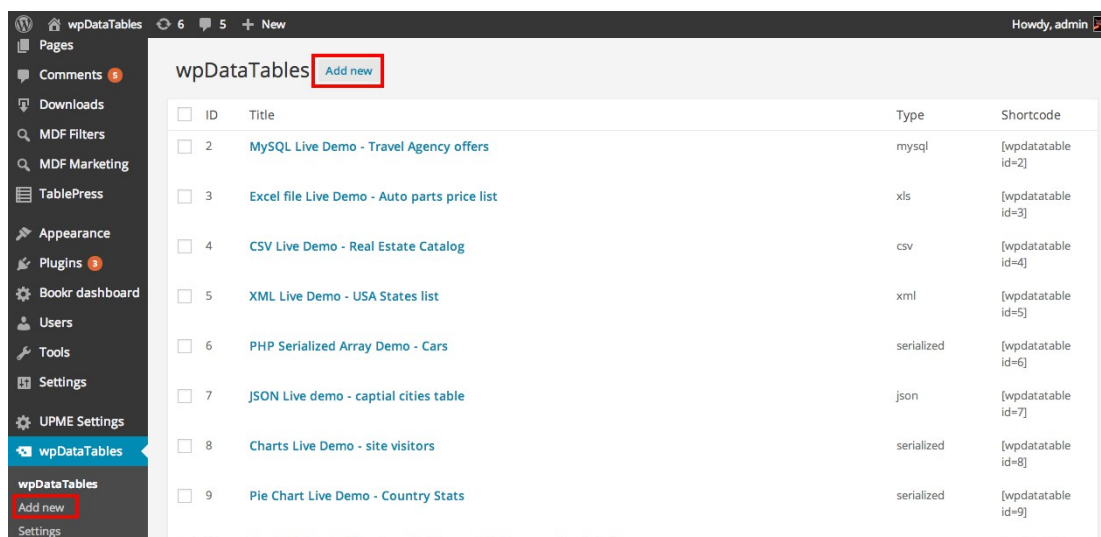 wpDataTables 6 5 + New Howdy, admin
Pages
Comments 5
Downloads
MDF Filters
MDF Marketing
TablePress
Appearance
Plugins 3
Bookr dashboard
Users
Tools
Settings
UPME Settings
wpDataTables
wpDataTables
Add new
Settings
wpDataTables Add new
ID Title Type Shortcode
2 MySQL Live Demo - Travel Agency offers mysql [wpdatatable
id=2]
3 Excel file Live Demo - Auto parts price list xls [wpdatatable
id=3]
4 CSV Live Demo - Real Estate Catalog csv [wpdatatable
id=4]
5 XML Live Demo - USA States list xml [wpdatatable
id=5]
6 PHP Serialized Array Demo - Cars serialized [wpdatatable
id=6]
7 JSON Live demo - captial cities table json [wpdatatable
id=7]
8 Charts Live Demo - site visitors serialized [wpdatatable
id=8]
9 Pie Chart Live Demo - Country Stats serialized [wpdatatable
id=9]